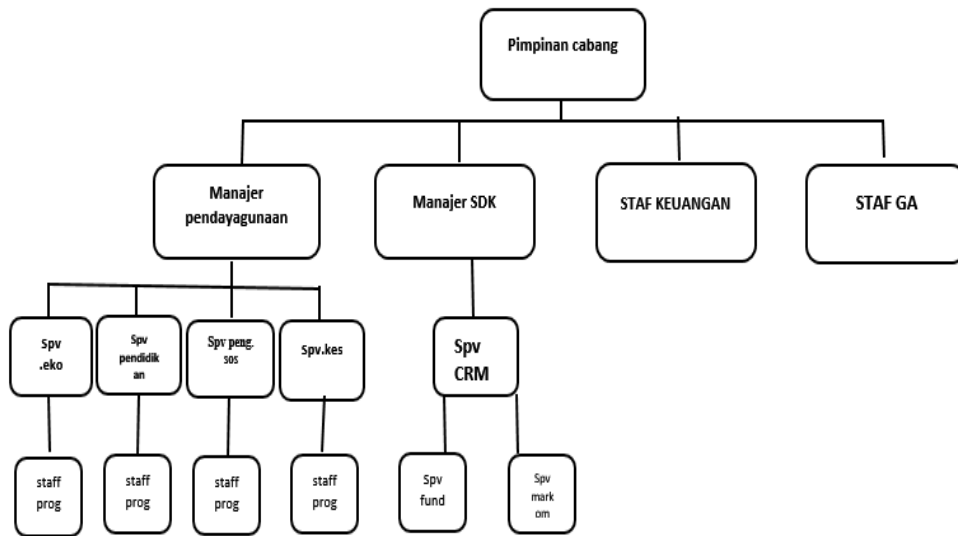 Pimpinan cabang
Manajer
pendayagunaan
Manajer SDK
STAF KEUANGAN
STAF GA
Spv
.eko
Spv
pendidik
an
Spv peng.
sos
Spv.kes
Spv
CRM
staff
prog
staff
prog
staff
prog
staff
prog
Spv
fund
Spv
mark
om